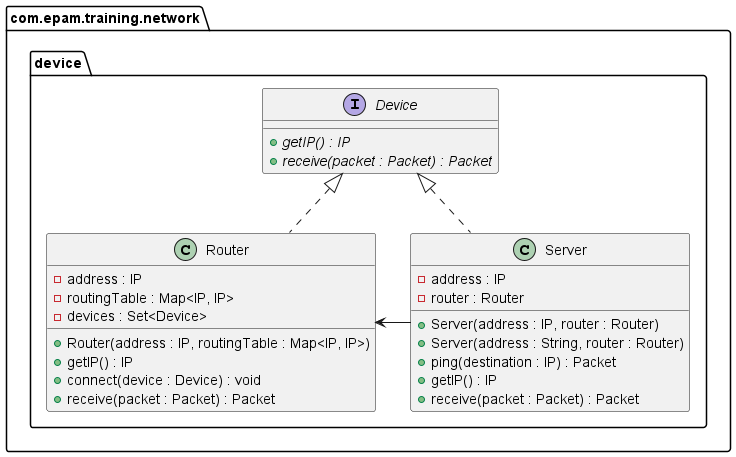 com.epam.training.network
device
I Device
getIP() : IP
receive(packet : Packet) : Packet
C Router
address : IP
routingTable : Map<IP, IP>
devices : Set<Device>
Router(address : IP, routingTable : Map<IP, IP>)
getIP() : IP
connect(device : Device) : void
receive(packet : Packet) : Packet
C Server
address : IP
router : Router
Server(address : IP, router : Router)
Server(address : String, router : Router)
ping(destination : IP) : Packet
getIP() : IP
receive(packet : Packet) : Packet